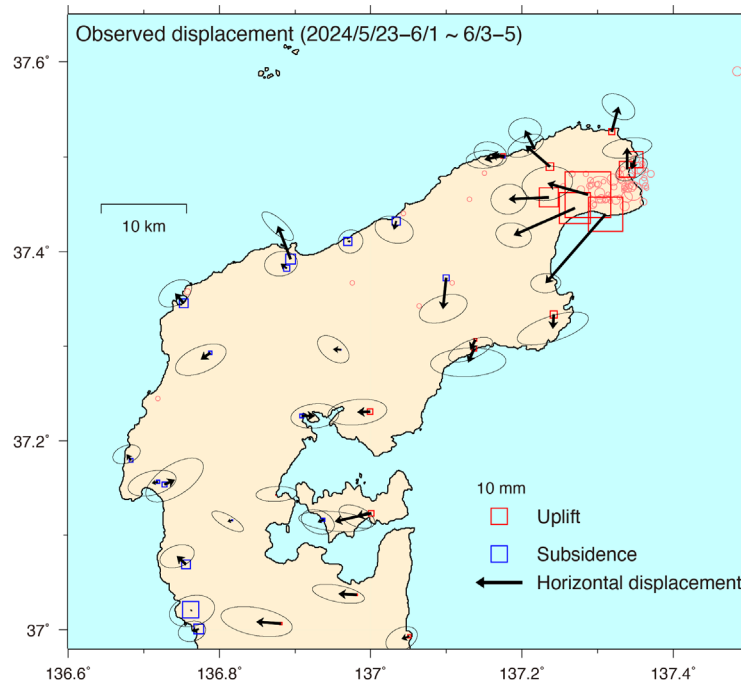 Observed displacement (2024/5/23−6/1 ~ 6/3−5)
37.6˚
10 km
37.4˚
37.2˚
10 mm
Uplift
Subsidence
Horizontal displacement
37˚
136.6˚ 136.8˚ 137˚ 137.2˚ 137.4˚